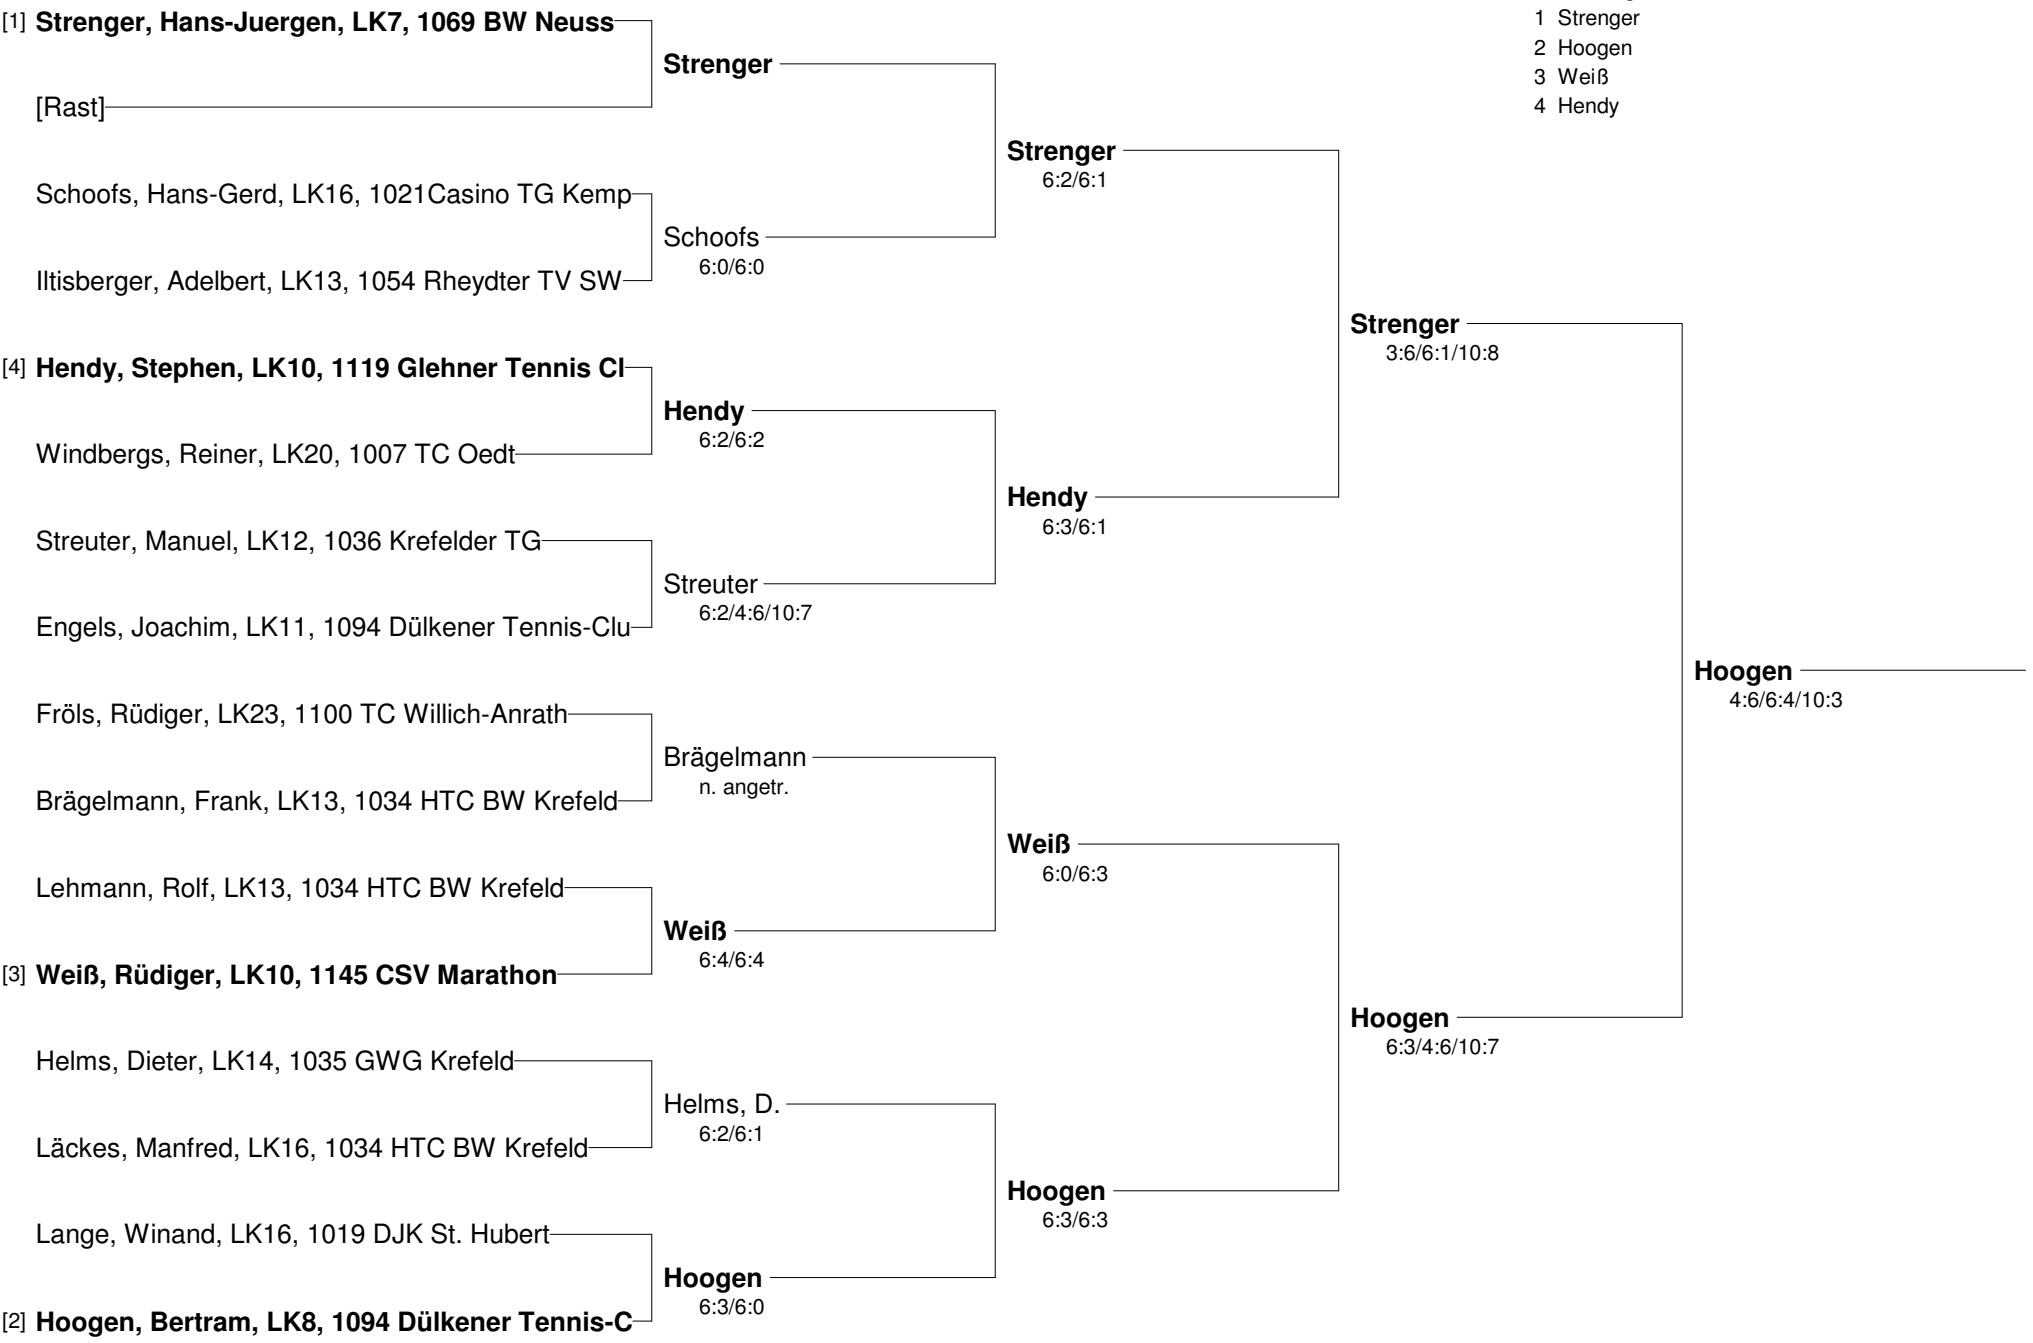 [1] Strenger, Hans-Juergen, LK7, 1069 BW Neuss
[Rast]
Schoofs, Hans-Gerd, LK16, 1021Casino TG Kemp
Iltisberger, Adelbert, LK13, 1054 Rheydter TV SW
[4] Hendy, Stephen, LK10, 1119 Glehner Tennis Cl
Windbergs, Reiner, LK20, 1007 TC Oedt
Streuter, Manuel, LK12, 1036 Krefelder TG
Engels, Joachim, LK11, 1094 Dülkener Tennis-Clu
Fröls, Rüdiger, LK23, 1100 TC Willich-Anrath
Brägelmann, Frank, LK13, 1034 HTC BW Krefeld
Lehmann, Rolf, LK13, 1034 HTC BW Krefeld
[3] Weiß, Rüdiger, LK10, 1145 CSV Marathon
Helms, Dieter, LK14, 1035 GWG Krefeld
Läckes, Manfred, LK16, 1034 HTC BW Krefeld
Lange, Winand, LK16, 1019 DJK St. Hubert
[2] Hoogen, Bertram, LK8, 1094 Dülkener Tennis-C
Strenger
Schoofs
6:0/6:0
Hendy
6:2/6:2
Streuter
6:2/4:6/10:7
Brägelmann
n. angetr.
Weiß
6:4/6:4
Helms, D.
6:2/6:1
Hoogen
6:3/6:0
Strenger
6:2/6:1
Hendy
6:3/6:1
Weiß
6:0/6:3
Hoogen
6:3/6:3
Strenger
3:6/6:1/10:8
Hoogen
6:3/4:6/10:7
Hoogen
4:6/6:4/10:3
1 Strenger
2 Hoogen
3 Weiß
4 Hendy